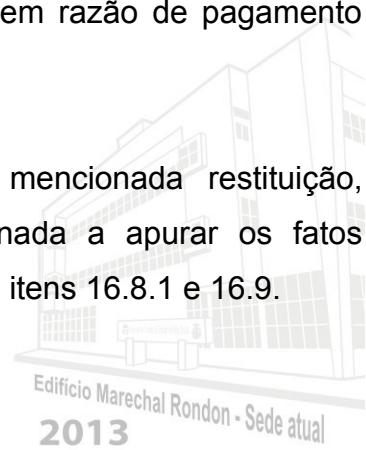 em razão de pagamento
mencionada restituição,
nada a apurar os fatos
itens 16.8.1 e 16.9.
Edifício Marechal Rondon - Sede atual
2013